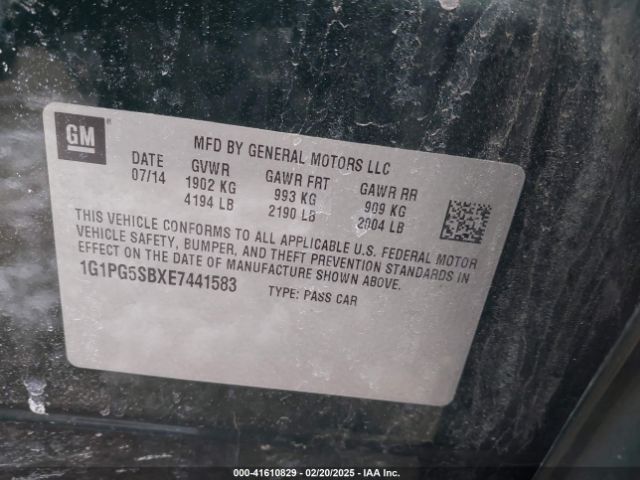 GM
MFD BY GENERAL MOTORS LLC
DATE GVWR GAWR FRT GAWR RR
07/14 1902 KG 993 KG 909 KG
4194 LB 2190 LB 2004 LB
THIS VEHICLE CONFORMS TO ALL APPLICABLE U.S. FEDERAL MOTOR
VEHICLE SAFETY, BUMPER, AND THEFT PREVENTION STANDARDS IN
EFFECT ON THE DATE OF MANUFACTURE SHOWN ABOVE.
1G1PG5SBXE7441583 TYPE: PASS CAR
000-41610829 - 02/20/2025 - IAA Inc.